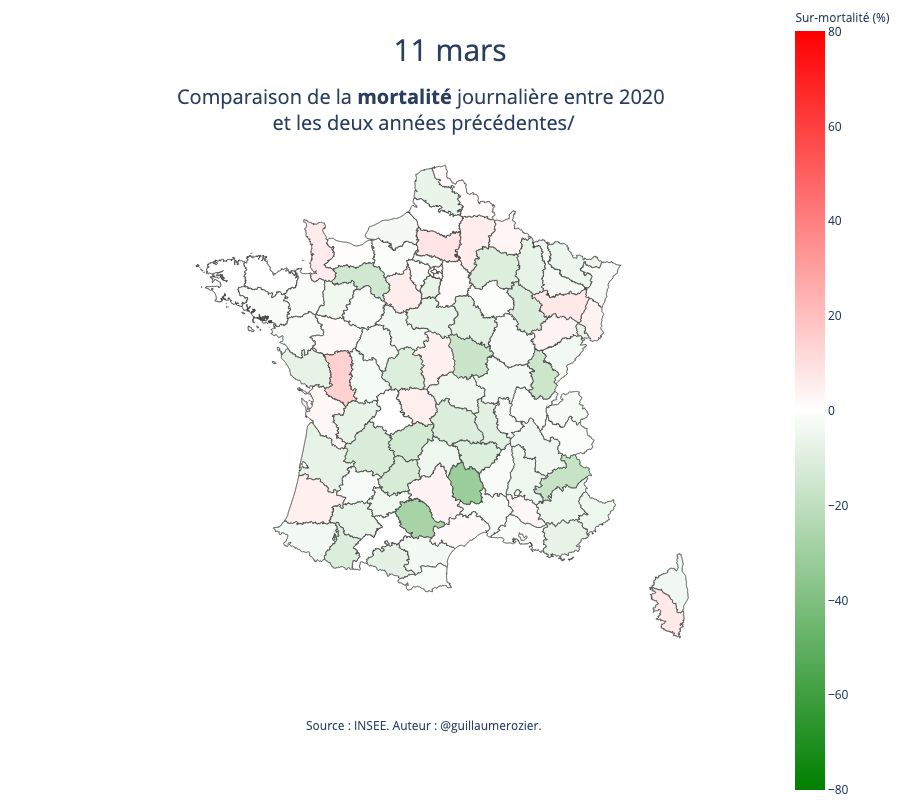 Sur-mortalité (%)
11 mars
Comparaison de la mortalité journalière entre 2020
et les deux années précédentes/
80
60
40
20
0
−20
−40
−60
−80
Source : INSEE. Auteur : @guillaumerozier.